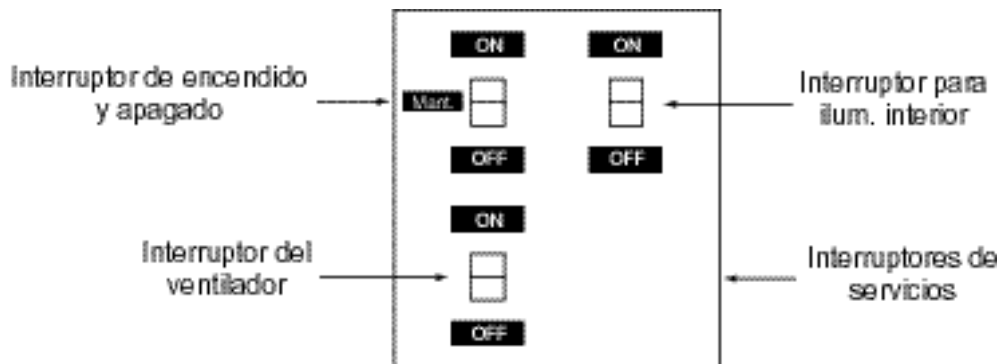 ON
ON
Interruptor de encendido
y apagado
Mant.
Interruptor para
ilum. interior
OFF
OFF
ON
Interruptor del
ventilador
Interruptores de
servicios
OFF